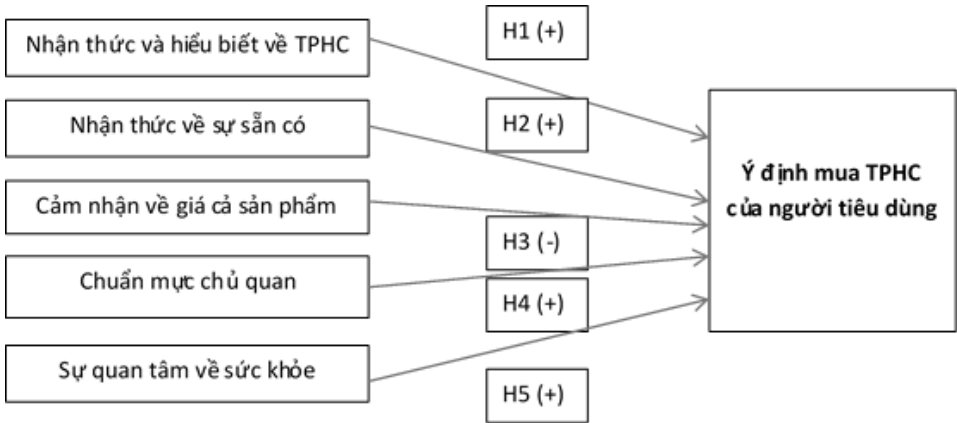 Nhận thức và hiểu biết về TPHC
H1 (+)
Nhận thức về sự sẵn có
H2 (+)
Cảm nhận về giá cả sản phẩm
H3 (-)
Chuẩn mực chủ quan
H4 (+)
Sự quan tâm về sức khỏe
H5 (+)
Ý định mua TPHC
của người tiêu dùng